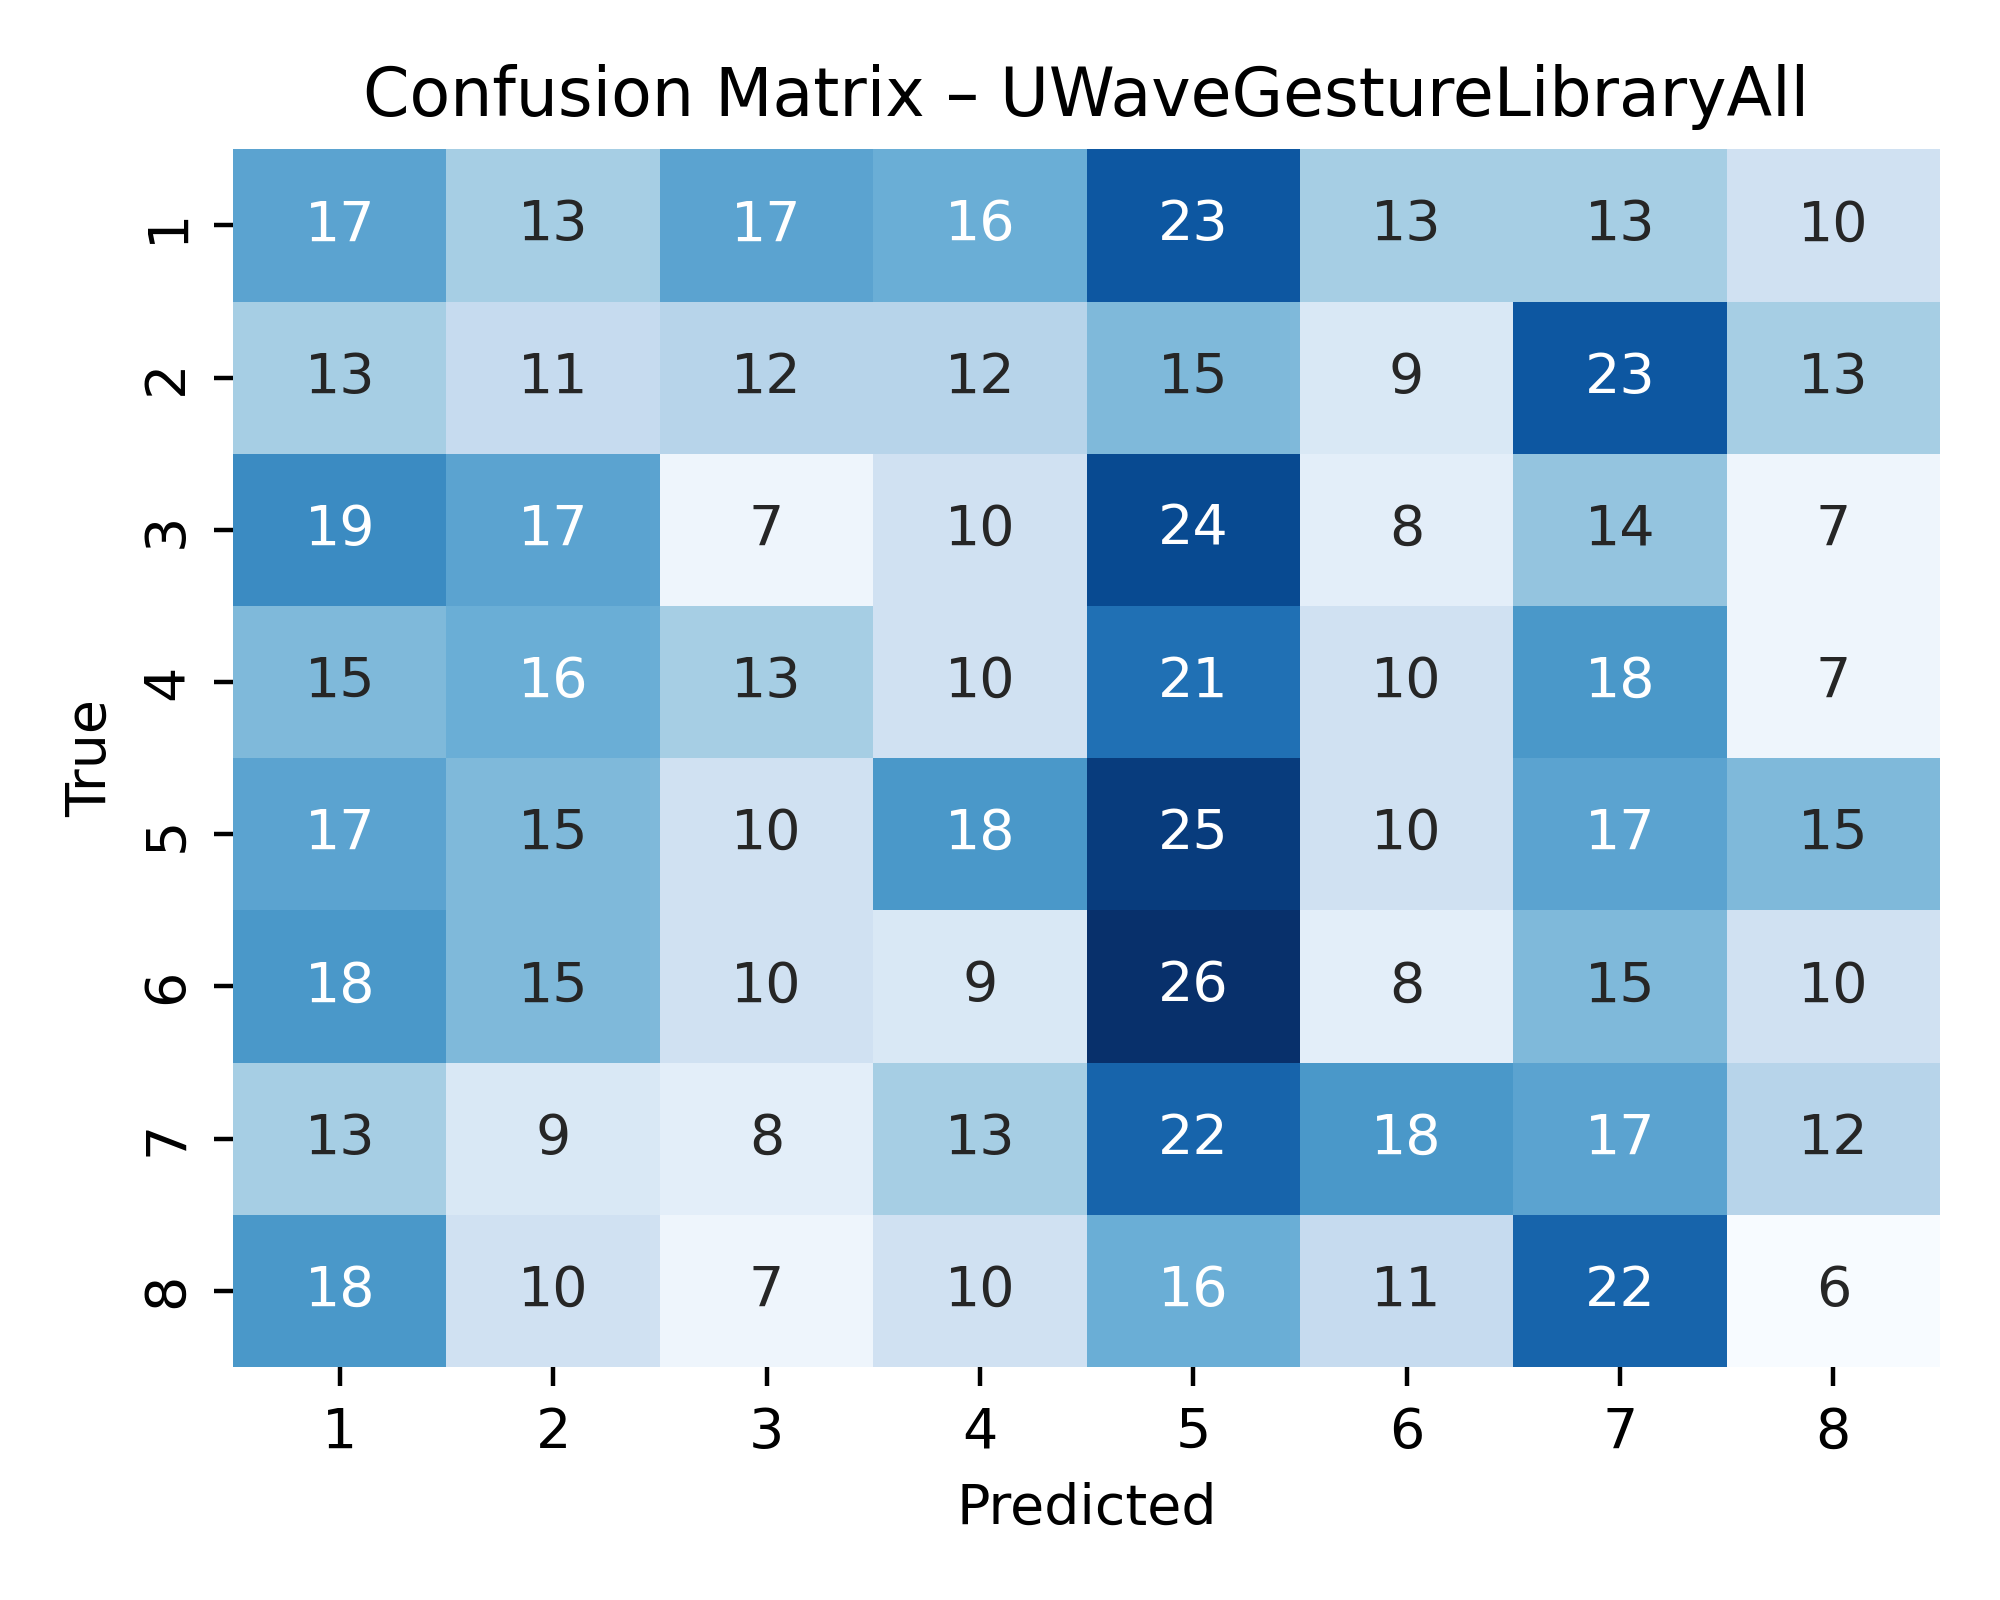 Confusion Matrix – UWaveGestureLibraryAll
1 17 13 17 16 23 13 13 10
2 13 11 12 12 15 9 23 13
3 19 17 7 10 24 8 14 7
4 15 16 13 10 21 10 18 7
5 17 15 10 18 25 10 17 15
6 18 15 10 9 26 8 15 10
7 13 9 8 13 22 18 17 12
8 18 10 7 10 16 11 22 6
True
1 2 3 4 5 6 7 8
Predicted